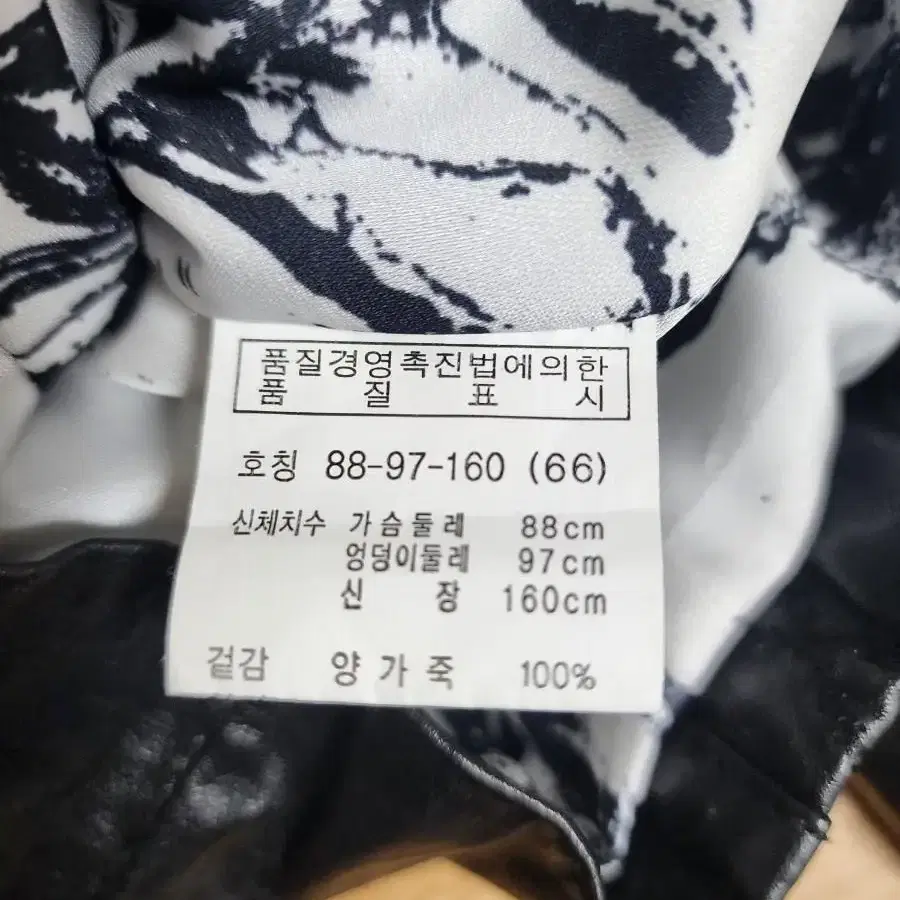 품질경영촉진법에의한
품 질 표 시
호칭 88-97-160 (66)
신체치수 가슴둘레 88cm
엉덩이둘레 97cm
신 장 160cm
겉감 양가죽 100%